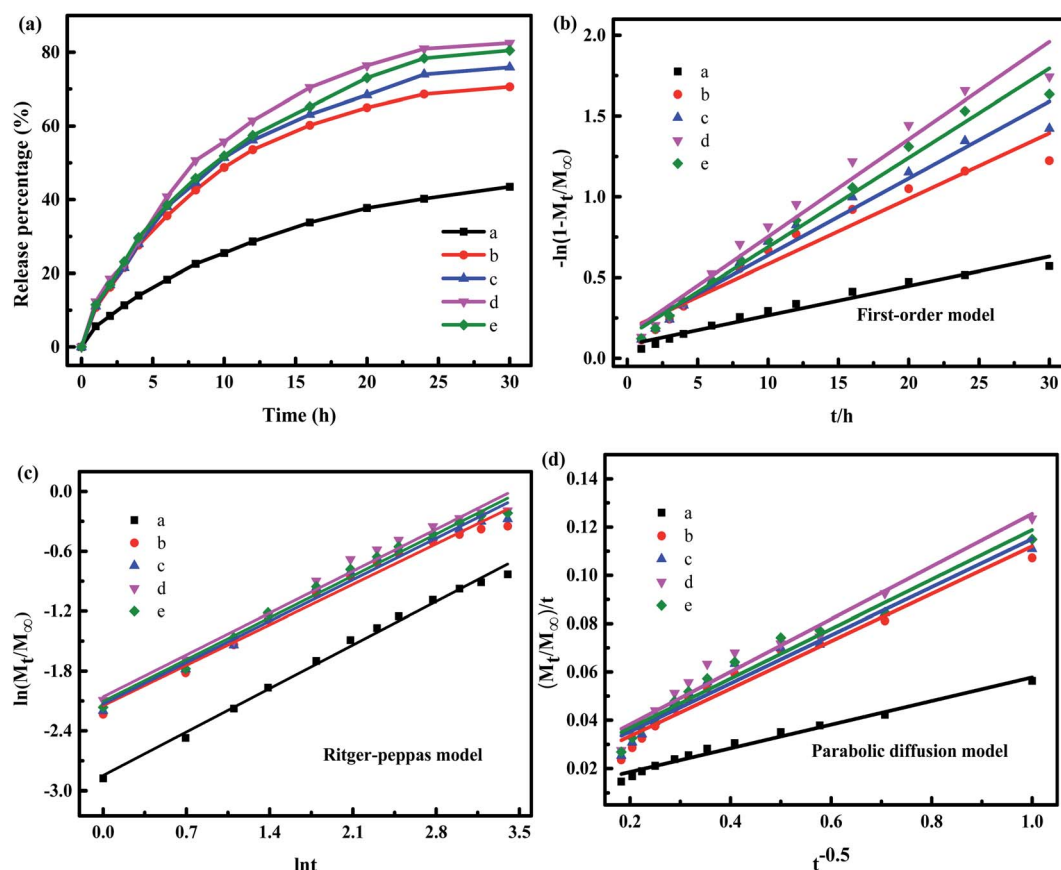 (a)
Release percentage (%)
80
60
40
20
0
a
b
c
d
e
0 5 10 15 20 25 30
Time (h)
(b)
-ln(1-Mt/M∞)
2.0
1.5
1.0
0.5
0.0
a
b
c
d
e
First-order model
0 5 10 15 20 25 30
t/h
(c)
ln(Mt/M∞)
0.0
-0.6
-1.2
-1.8
-2.4
-3.0
a
b
c
d
e
Ritger-peppas model
0.0 0.7 1.4 2.1 2.8 3.5
lnt
(d)
(Mt/M∞)/t
0.14
0.12
0.10
0.08
0.06
0.04
0.02
a
b
c
d
e
Parabolic diffusion model
0.2 0.4 0.6 0.8 1.0
t-0.5